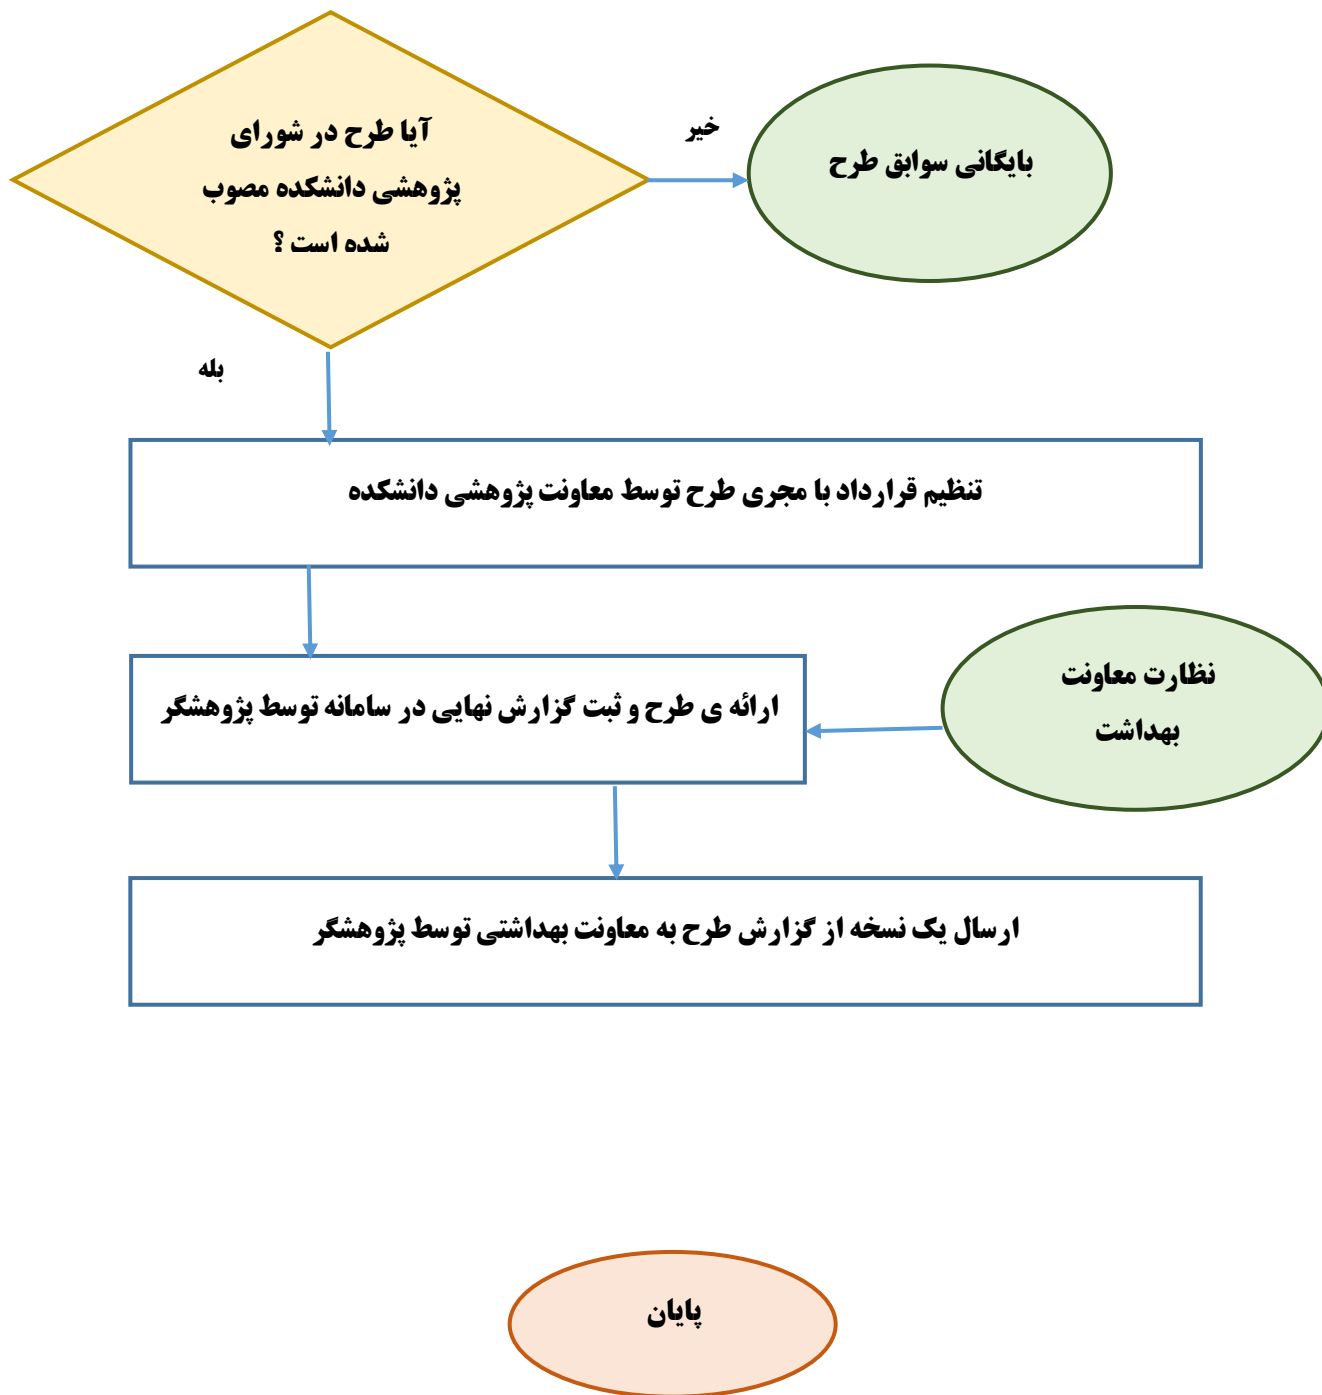 آیا طرح در شورای
پژوهشی دانشکده مصوب
شده است ؟
خیر
بایگانی سوابق طرح
بله
تنظیم قرارداد با مجری طرح توسط معاونت پژوهشی دانشکده
ارائه ی طرح و ثبت گزارش نهایی در سامانه توسط پژوهشگر
نظارت معاونت
بهداشت
ارسال یک نسخه از گزارش طرح به معاونت بهداشتی توسط پژوهشگر
پایان